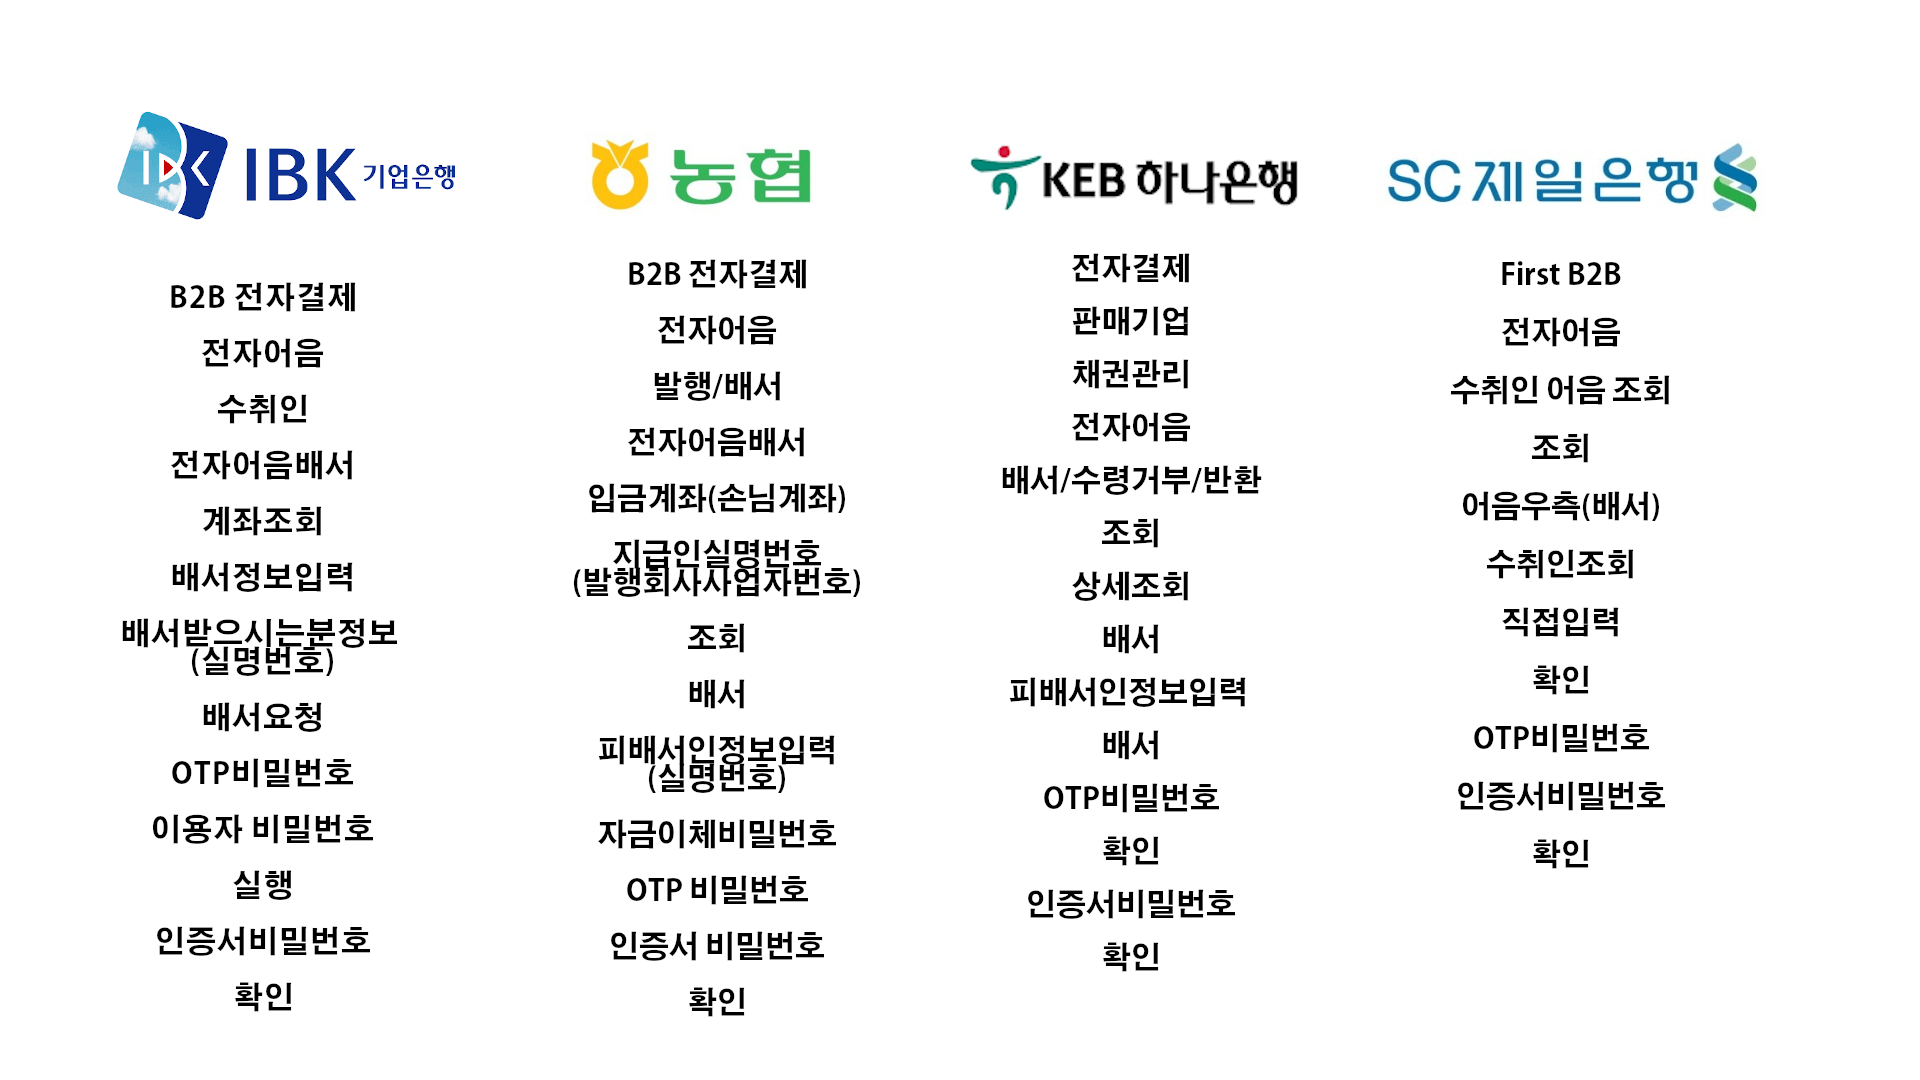 IBK
IBK 기업은행
B2B 전자결제
전자어음
수취인
전자어음배서
계좌조회
배서정보입력
배서받으시는분정보
(실명번호)
배서요청
OTP비밀번호
이용자 비밀번호
실행
인증서비밀번호
확인
농협
B2B 전자결제
전자어음
발행/배서
전자어음배서
입금계좌(손님계좌)
지급인실명번호
(발행회사사업자번호)
조회
배서
피배서인정보입력
(실명번호)
자금이체비밀번호
OTP 비밀번호
인증서 비밀번호
확인
KEB 하나은행
전자결제
판매기업
채권관리
전자어음
배서/수령거부/반환
조회
상세조회
배서
피배서인정보입력
배서
OTP비밀번호
확인
인증서비밀번호
확인
SC 제일은행
First B2B
전자어음
수취인 어음 조회
조회
어음우측(배서)
수취인조회
직접입력
확인
OTP비밀번호
인증서비밀번호
확인